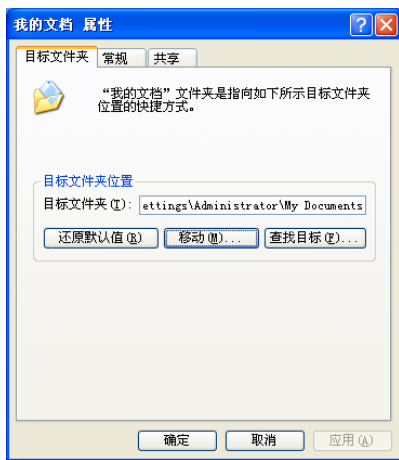 我的文档 属性
目标文件夹 常规 共享
“我的文档”文件夹是指向如下所示目标文件夹
位置的快捷方式。
目标文件夹位置
目标文件夹(T): ettings\Administrator\My Documents
还原默认值(R) 移动(M)... 查找目标(F)...
确定 取消 应用(A)